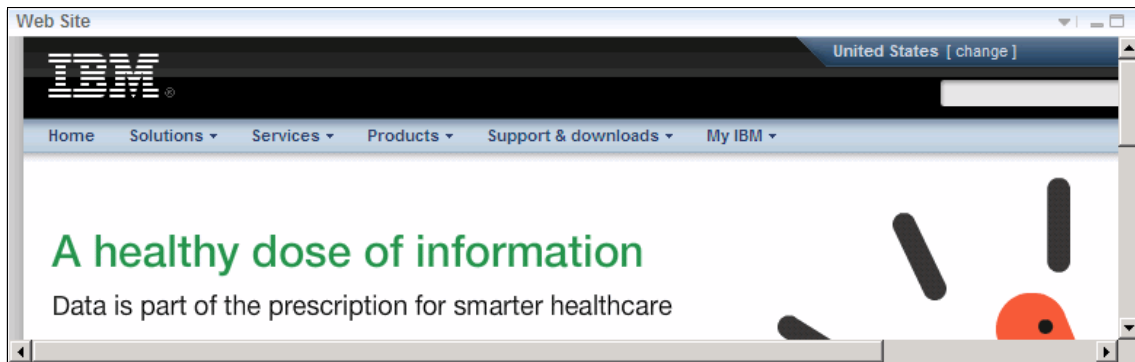 Web Site
United States [ change ]
IBM®
Home Solutions Services Products Support & downloads My IBM
A healthy dose of information
Data is part of the prescription for smarter healthcare